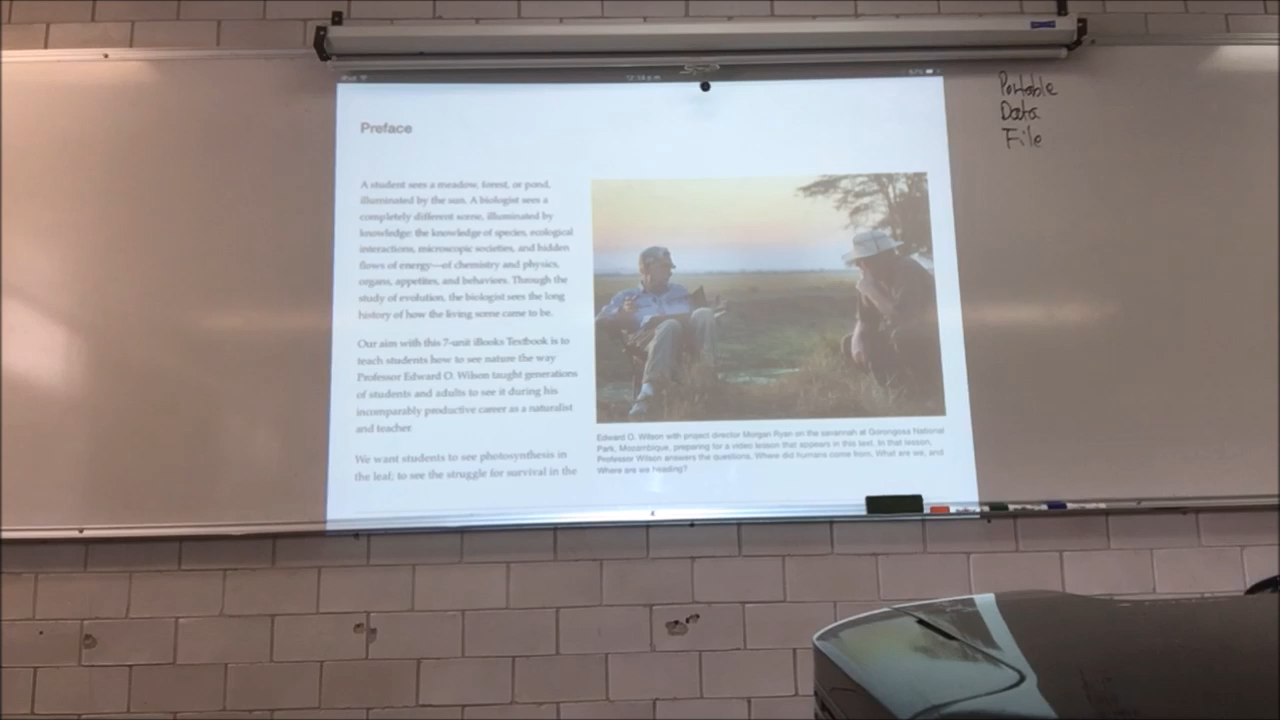 iPad
Preface
A student sees a meadow, forest, or pond,
illuminated by the sun. A biologist sees a
completely different scene, illuminated by
knowledge: the knowledge of species, ecological
interactions, microscopic societies, and hidden
flows of energy—of chemistry and physics,
organs, appetites, and behaviors. Through the
study of evolution, the biologist sees the long
history of how the living scene came to be.
Our aim with this 7-unit iBooks Textbook is to
teach students how to see nature the way
Professor Edward O. Wilson taught generations
of students and adults to see it during his
incomparably productive career as a naturalist
and teacher.
We want students to see photosynthesis in
the leaf; to see the struggle for survival in the
Edward O. Wilson with project director Morgan Ryan on the savannah at Gorongosa National
Park, Mozambique, preparing for a video lesson that appears in this text. In that lesson,
Professor Wilson answers the questions, Where did humans come from, What are we, and
Where are we heading?
Portable
Data
File